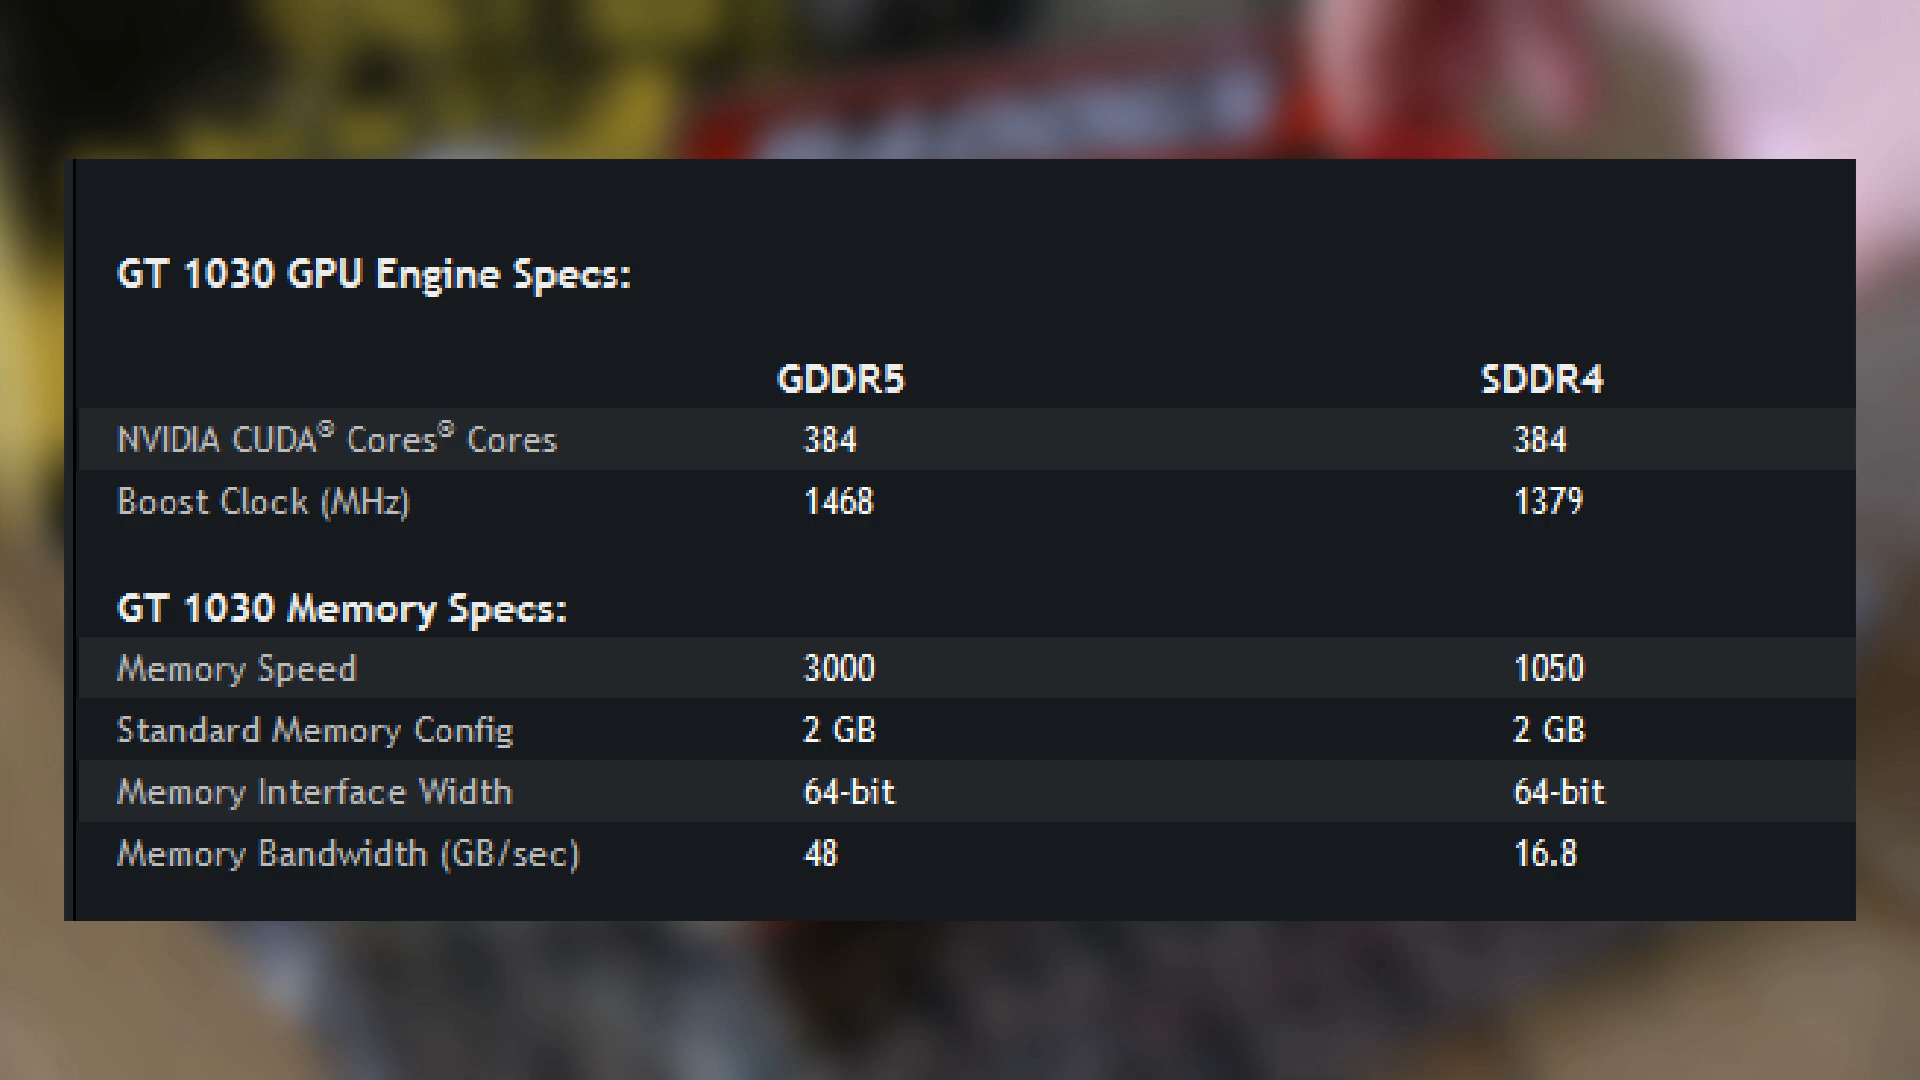 GT 1030 GPU Engine Specs:
GDDR5 SDDR4
NVIDIA CUDA® Cores® Cores 384 384
Boost Clock (MHz) 1468 1379
GT 1030 Memory Specs:
Memory Speed 3000 1050
Standard Memory Config 2 GB 2 GB
Memory Interface Width 64-bit 64-bit
Memory Bandwidth (GB/sec) 48 16.8